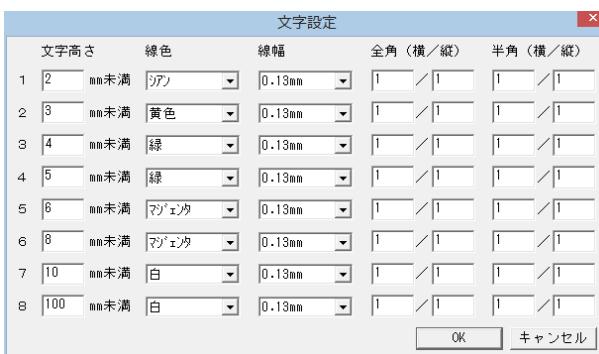 文字設定
文字高さ 線色 線幅 全角（横／縦） 半角（横／縦）
1 2 mm未満 ｼｱﾝ 0.13mm 1 ／ 1 1 ／ 1
2 3 mm未満 黄色 0.13mm 1 ／ 1 1 ／ 1
3 4 mm未満 緑 0.13mm 1 ／ 1 1 ／ 1
4 5 mm未満 緑 0.13mm 1 ／ 1 1 ／ 1
5 6 mm未満 ﾏｼﾞｪﾝﾀ 0.13mm 1 ／ 1 1 ／ 1
6 8 mm未満 ﾏｼﾞｪﾝﾀ 0.13mm 1 ／ 1 1 ／ 1
7 10 mm未満 白 0.13mm 1 ／ 1 1 ／ 1
8 100 mm未満 白 0.13mm 1 ／ 1 1 ／ 1
OK キャンセル